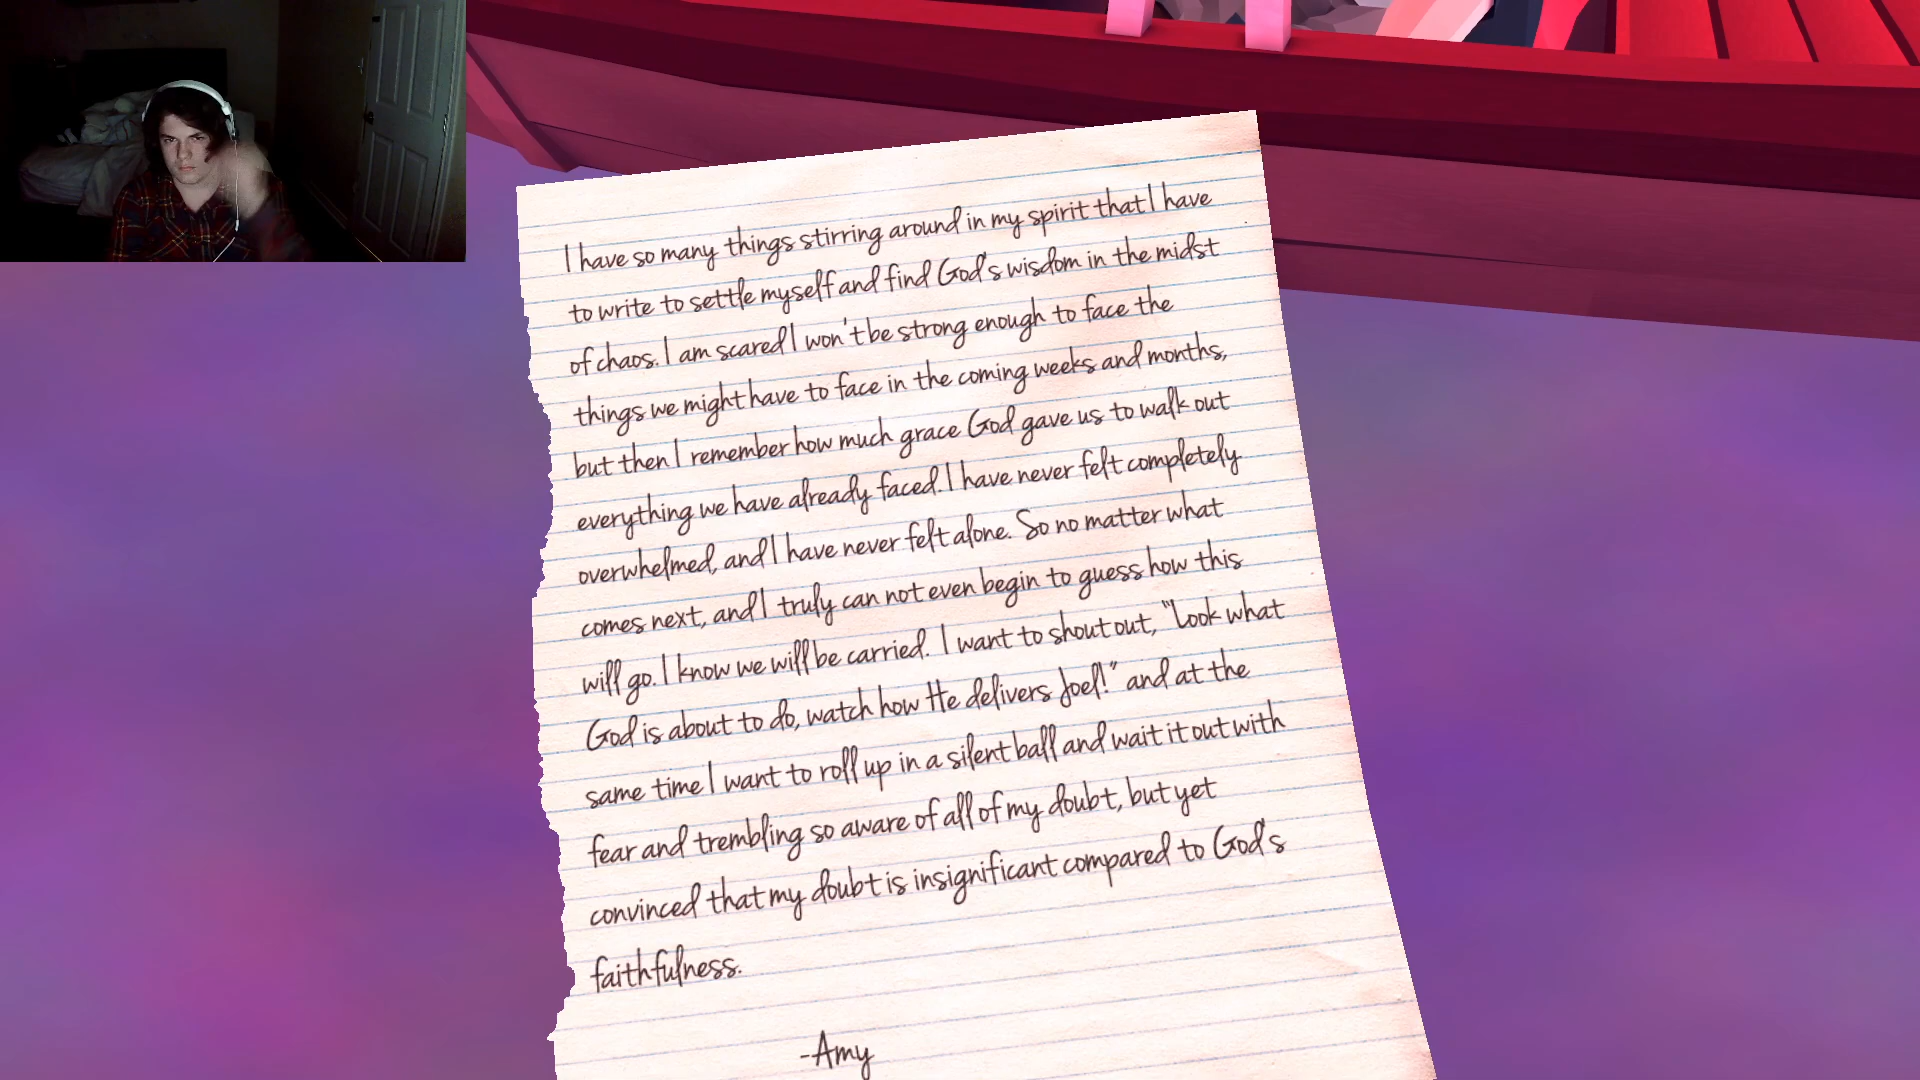 I have so many things stirring around in my spirit that I have
to write to settle myself and find God's wisdom in the midst
of chaos. I am scared I won't be strong enough to face the
things we might have to face in the coming weeks and months,
but then I remember how much grace God gave us to walk out
everything we have already faced. I have never felt completely
overwhelmed, and I have never felt alone. So no matter what
comes next, and I truly can not even begin to guess how this
will go. I know we will be carried. I want to shout out, "Look what
God is about to do, watch how He delivers Joel!" and at the
same time I want to roll up in a silent ball and wait it out with
fear and trembling so aware of all of my doubt, but yet
convinced that my doubt is insignificant compared to God's
faithfulness.
-Amy